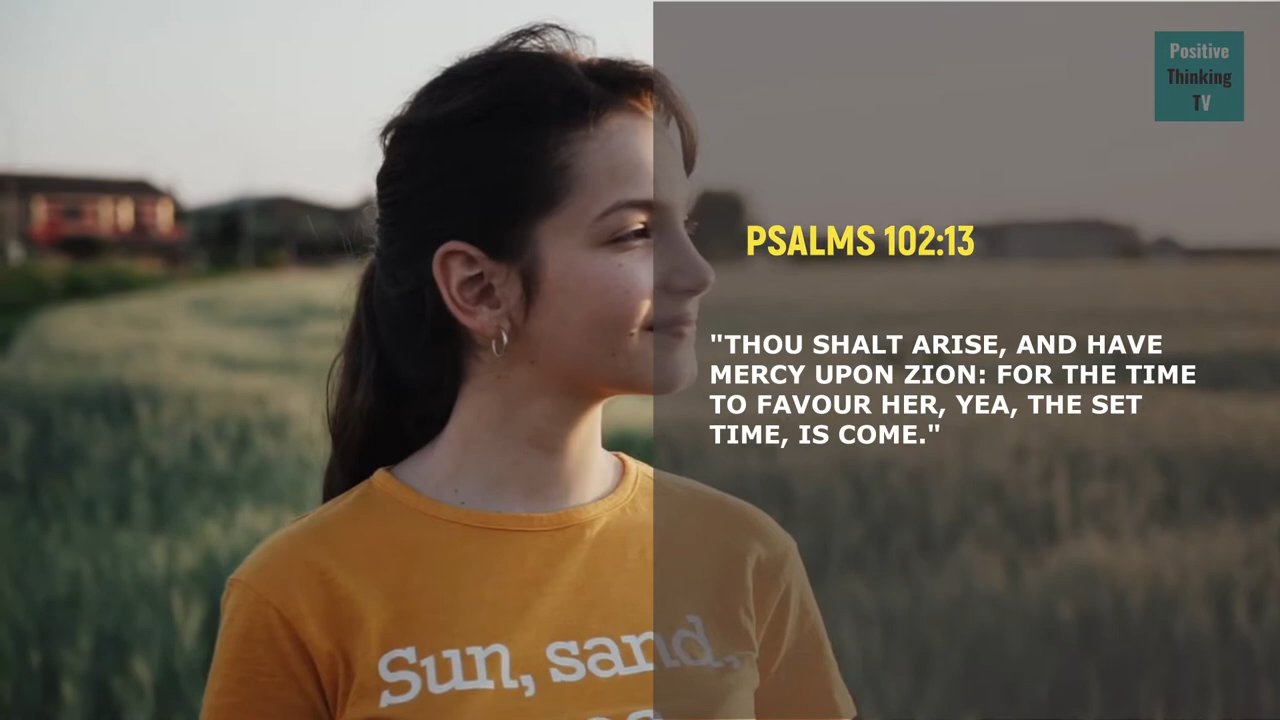 Positive
Thinking
TV
PSALMS 102:13
"THOU SHALT ARISE, AND HAVE
MERCY UPON ZION: FOR THE TIME
TO FAVOUR HER, YEA, THE SET
TIME, IS COME."
Sun, sand,